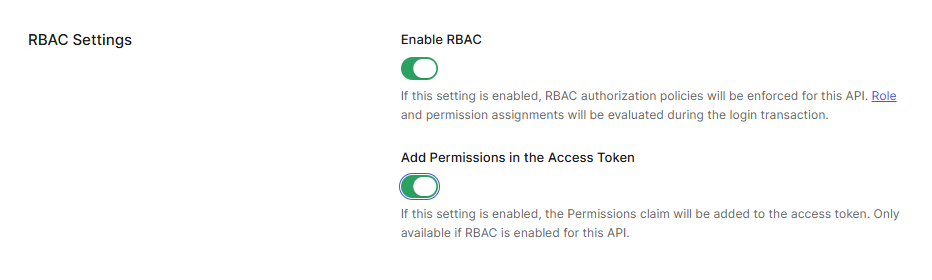 RBAC Settings
Enable RBAC
If this setting is enabled, RBAC authorization policies will be enforced for this API. Role
and permission assignments will be evaluated during the login transaction.
Add Permissions in the Access Token
If this setting is enabled, the Permissions claim will be added to the access token. Only
available if RBAC is enabled for this API.